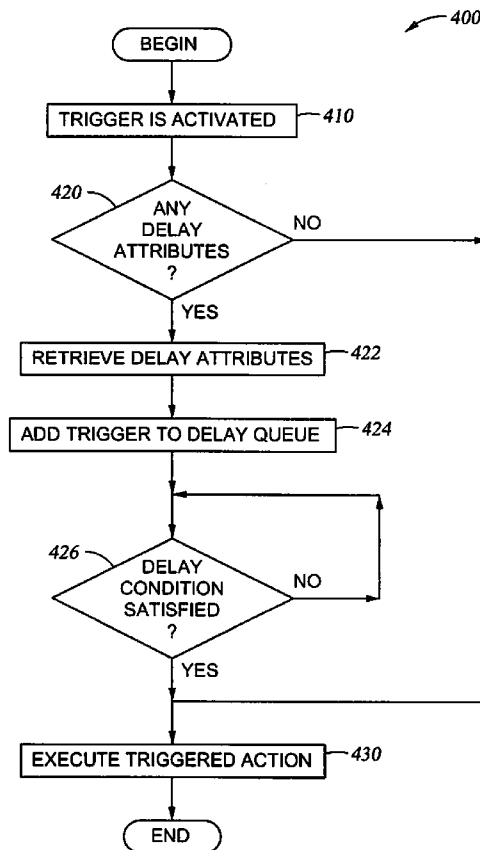 400
BEGIN
TRIGGER IS ACTIVATED
410
420
ANY
DELAY
ATTRIBUTES
?
NO
YES
RETRIEVE DELAY ATTRIBUTES
422
ADD TRIGGER TO DELAY QUEUE
424
426
DELAY
CONDITION
SATISFIED
?
NO
YES
EXECUTE TRIGGERED ACTION
430
END